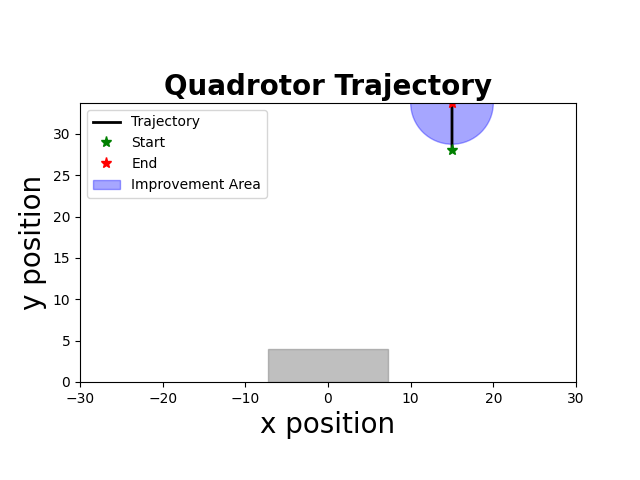 Quadrotor Trajectory
Trajectory
Start
End
Improvement Area
y position
30
25
20
15
10
5
0
−30
−20
−10
0
10
20
30
x position